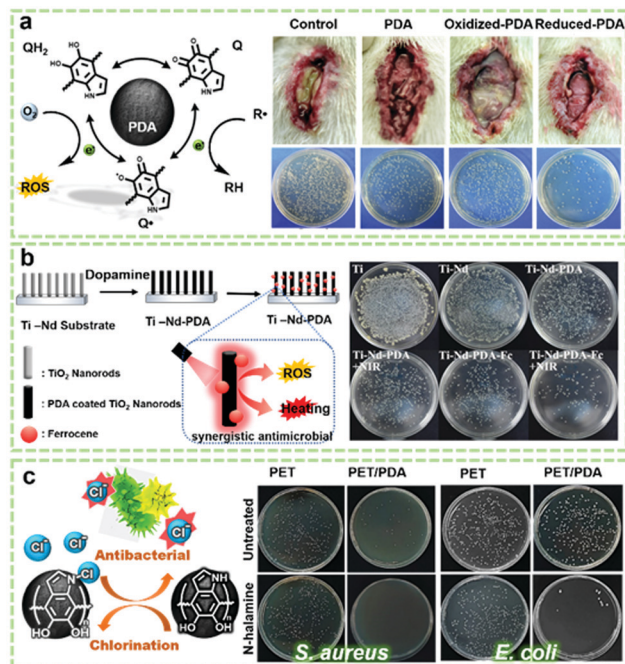 a
Control PDA Oxidized-PDA Reduced-PDA
QH2
Q
O2
PDA
R•
e-
e-
ROS
RH
Q•
b
Dopamine
Ti –Nd Substrate
Ti –Nd-PDA
Ti –Nd-PDA
: TiO2 Nanorods
: PDA coated TiO2 Nanorods
: Ferrocene
ROS
Heating
synergistic antimicrobial
Ti
Ti-Nd
Ti-Nd-PDA
Ti-Nd-PDA
+NIR
Ti-Nd-PDA-Fc
Ti-Nd-PDA-Fc
+NIR
c
Cl-
Cl-
Cl-
Cl-
Antibacterial
Chlorination
N
Cl
NH
HO
OH
n
HO
OH
n
PET PET/PDA PET PET/PDA
Untreated
N-halamine
S. aureus
E. coli